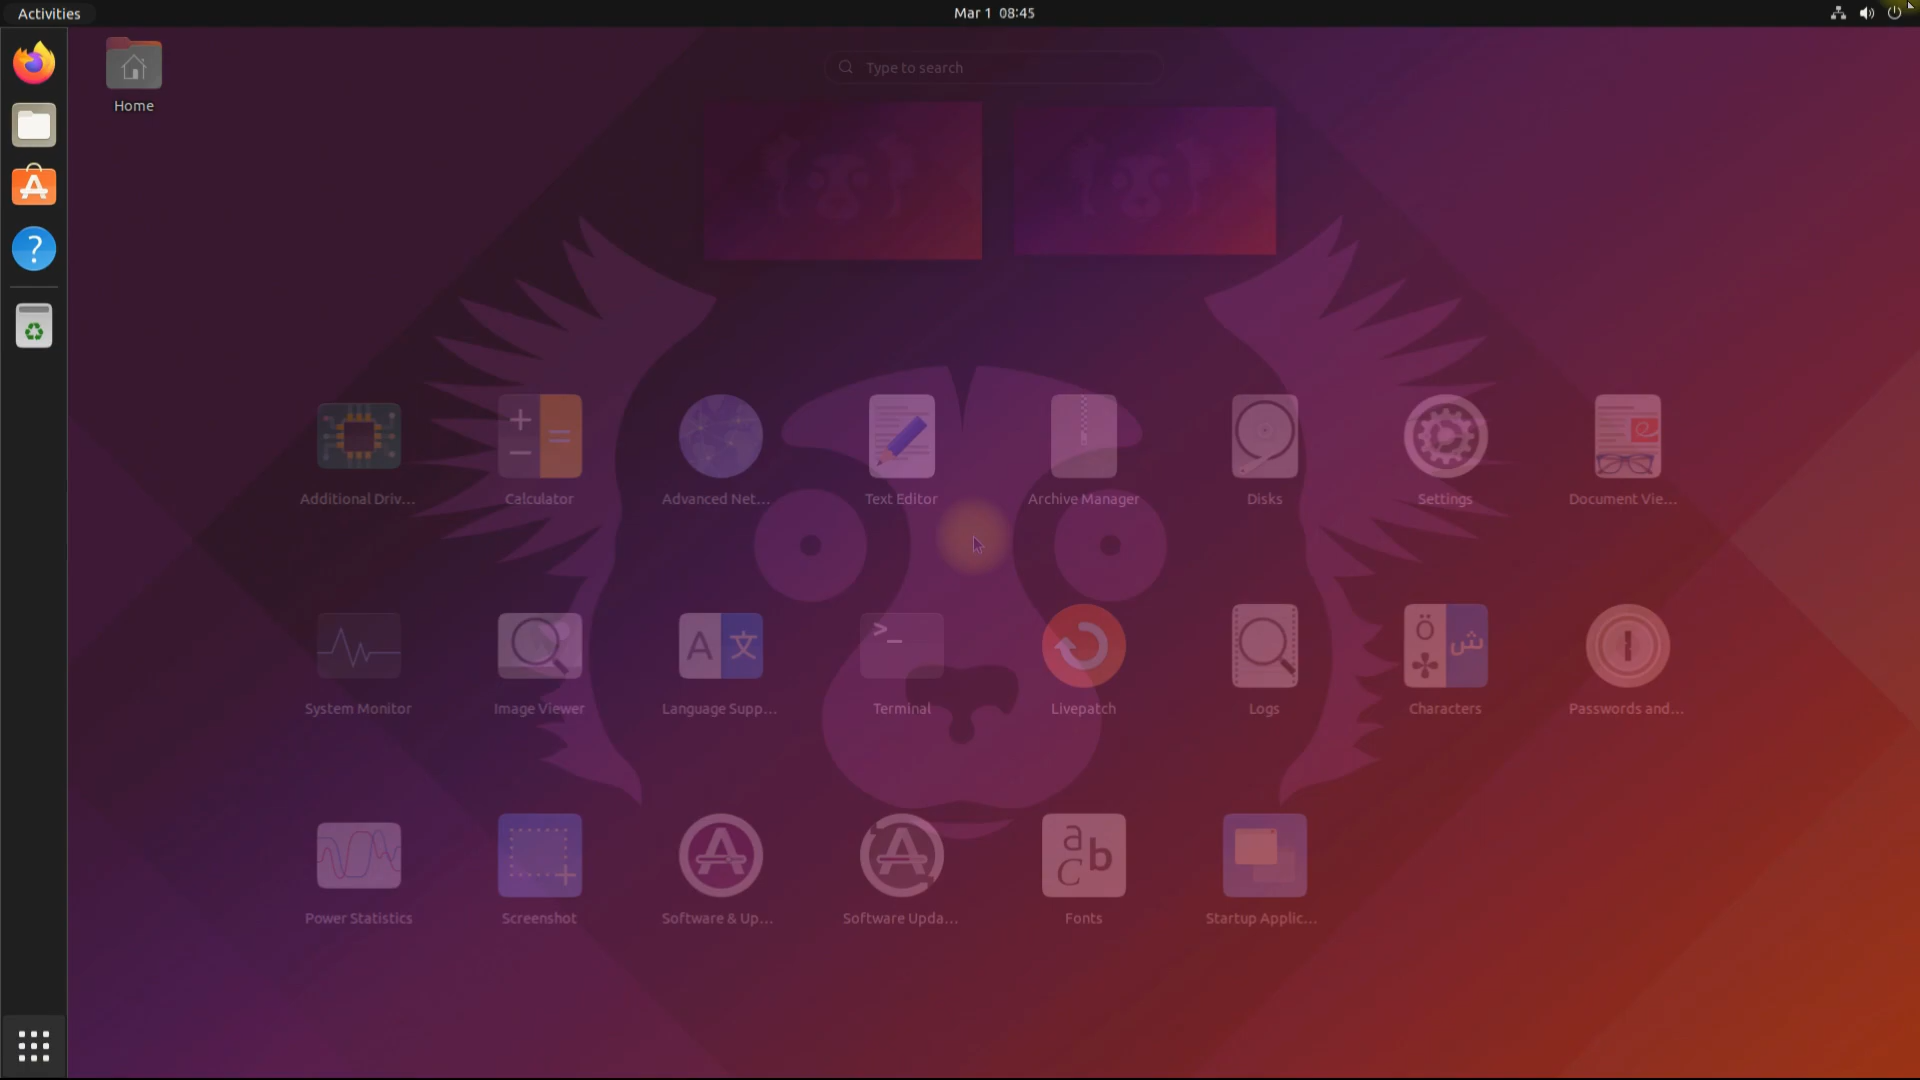 Activities
Mar 1 08:45
Home
Type to search
Additional Driv...
Calculator
Advanced Net...
Text Editor
Archive Manager
Disks
Settings
Document Vie...
System Monitor
Image Viewer
Language Supp...
Terminal
Livepatch
Logs
Characters
Passwords and...
Power Statistics
Screenshot
Software & Up...
Software Upda...
Fonts
Startup Applic...